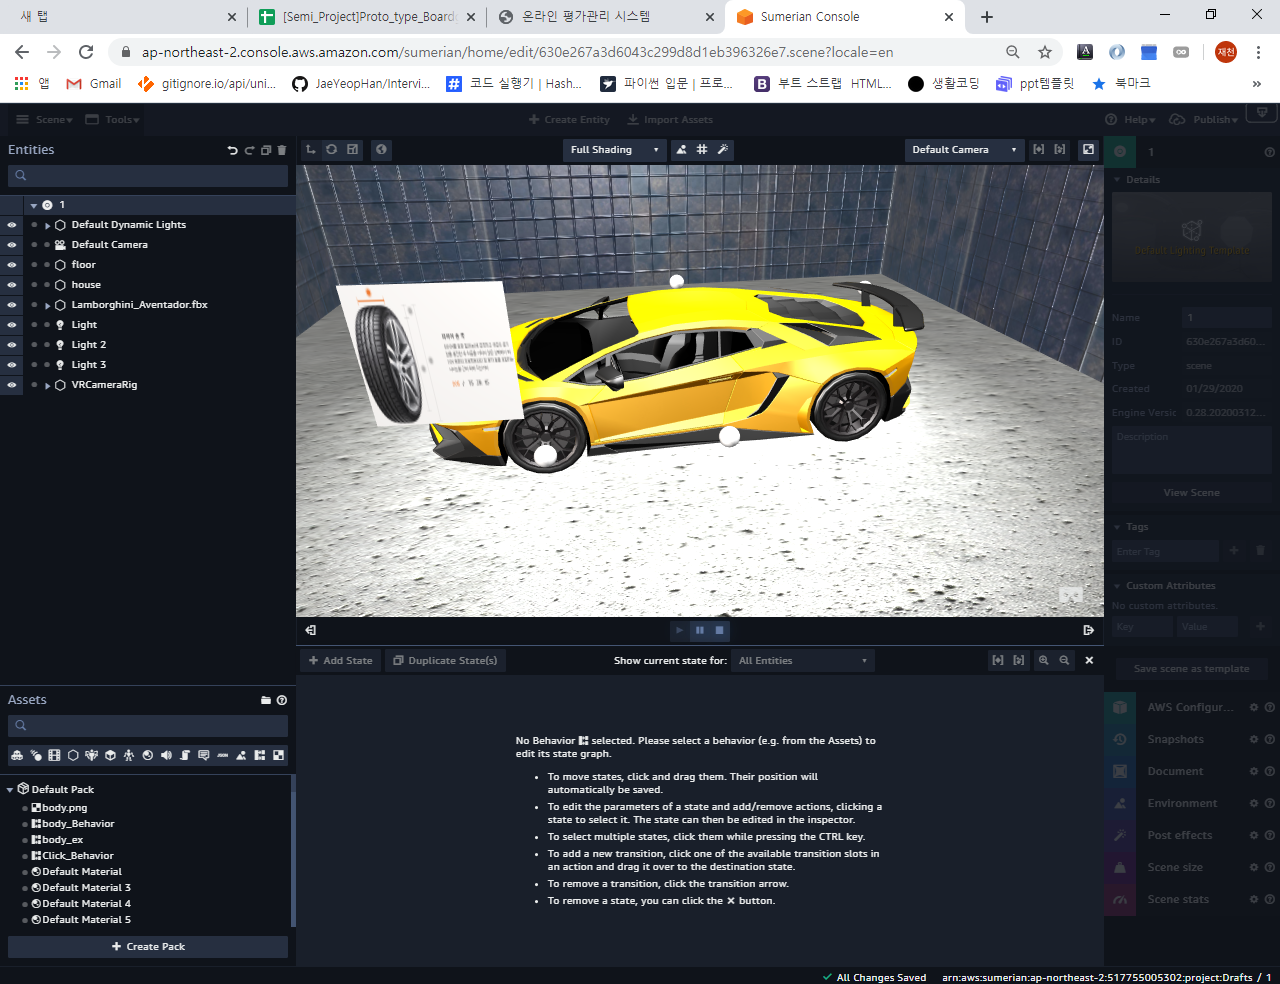 새 탭
[Semi_Project]Proto_type_Board
온라인 평가관리 시스템
Sumerian Console
ap-northeast-2.console.aws.amazon.com/sumerian/home/edit/630e267a3d6043c299d8d1eb396326e7.scene?locale=en
재천
앱
Gmail
gitignore.io/api/uni...
JaeYeopHan/Intervi...
코드 실행기 | Hash...
파이썬 입문 | 프로...
부트 스트랩 HTML...
생활코딩
ppt템플릿
북마크
Scene
Tools
Create Entity
Import Assets
Help
Publish
Entities
Full Shading
Default Camera
1
Details
Default Lighting Template
Name 1
ID 630e267a3d60...
Type scene
Created 01/29/2020
Engine Versic 0.28.20200312...
Description
View Scene
Tags
Enter Tag
Custom Attributes
No custom attributes.
Key
Value
Save scene as template
AWS Configur...
Snapshots
Document
Environment
Post effects
Scene size
Scene stats
1
Default Dynamic Lights
Default Camera
floor
house
Lamborghini_Aventador.fbx
Light
Light 2
Light 3
VRCameraRig
Add State
Duplicate State(s)
Show current state for:
All Entities
No Behavior selected. Please select a behavior (e.g. from the Assets) to
edit its state graph.
• To move states, click and drag them. Their position will
automatically be saved.
• To edit the parameters of a state and add/remove actions, clicking a
state to select it. The state can then be edited in the inspector.
• To select multiple states, click them while pressing the CTRL key.
• To add a new transition, click one of the available transition slots in
an action and drag it over to the destination state.
• To remove a transition, click the transition arrow.
• To remove a state, you can click the ✕ button.
Assets
Default Pack
body.png
body_Behavior
body_ex
Click_Behavior
Default Material
Default Material 3
Default Material 4
Default Material 5
Create Pack
All Changes Saved
arn:aws:sumerian:ap-northeast-2:517755005302:project:Drafts / 1